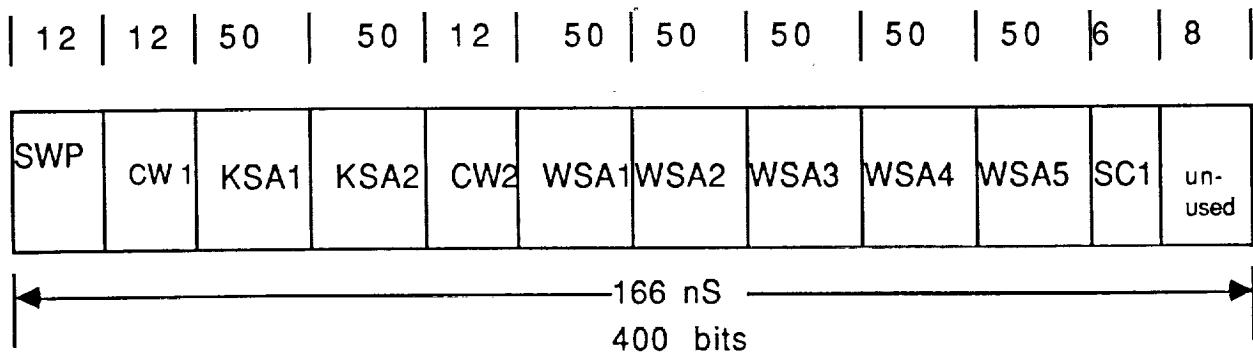 12 12 50 50 12 50 50 50 50 50 6 8
SWP CW 1 KSA1 KSA2 CW2 WSA1 WSA2 WSA3 WSA4 WSA5 SC1 un-
used
166 nS
400 bits